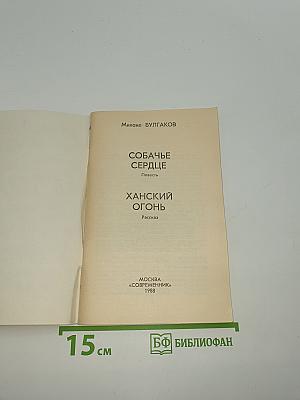 Михаил БУЛГАКОВ
СОБАЧЬЕ
СЕРДЦЕ
Повесть
ХАНСКИЙ
ОГОНЬ
Рассказ
МОСКВА
«СОВРЕМЕННИК»
1988
15 см
БФ БИБЛИОФАН